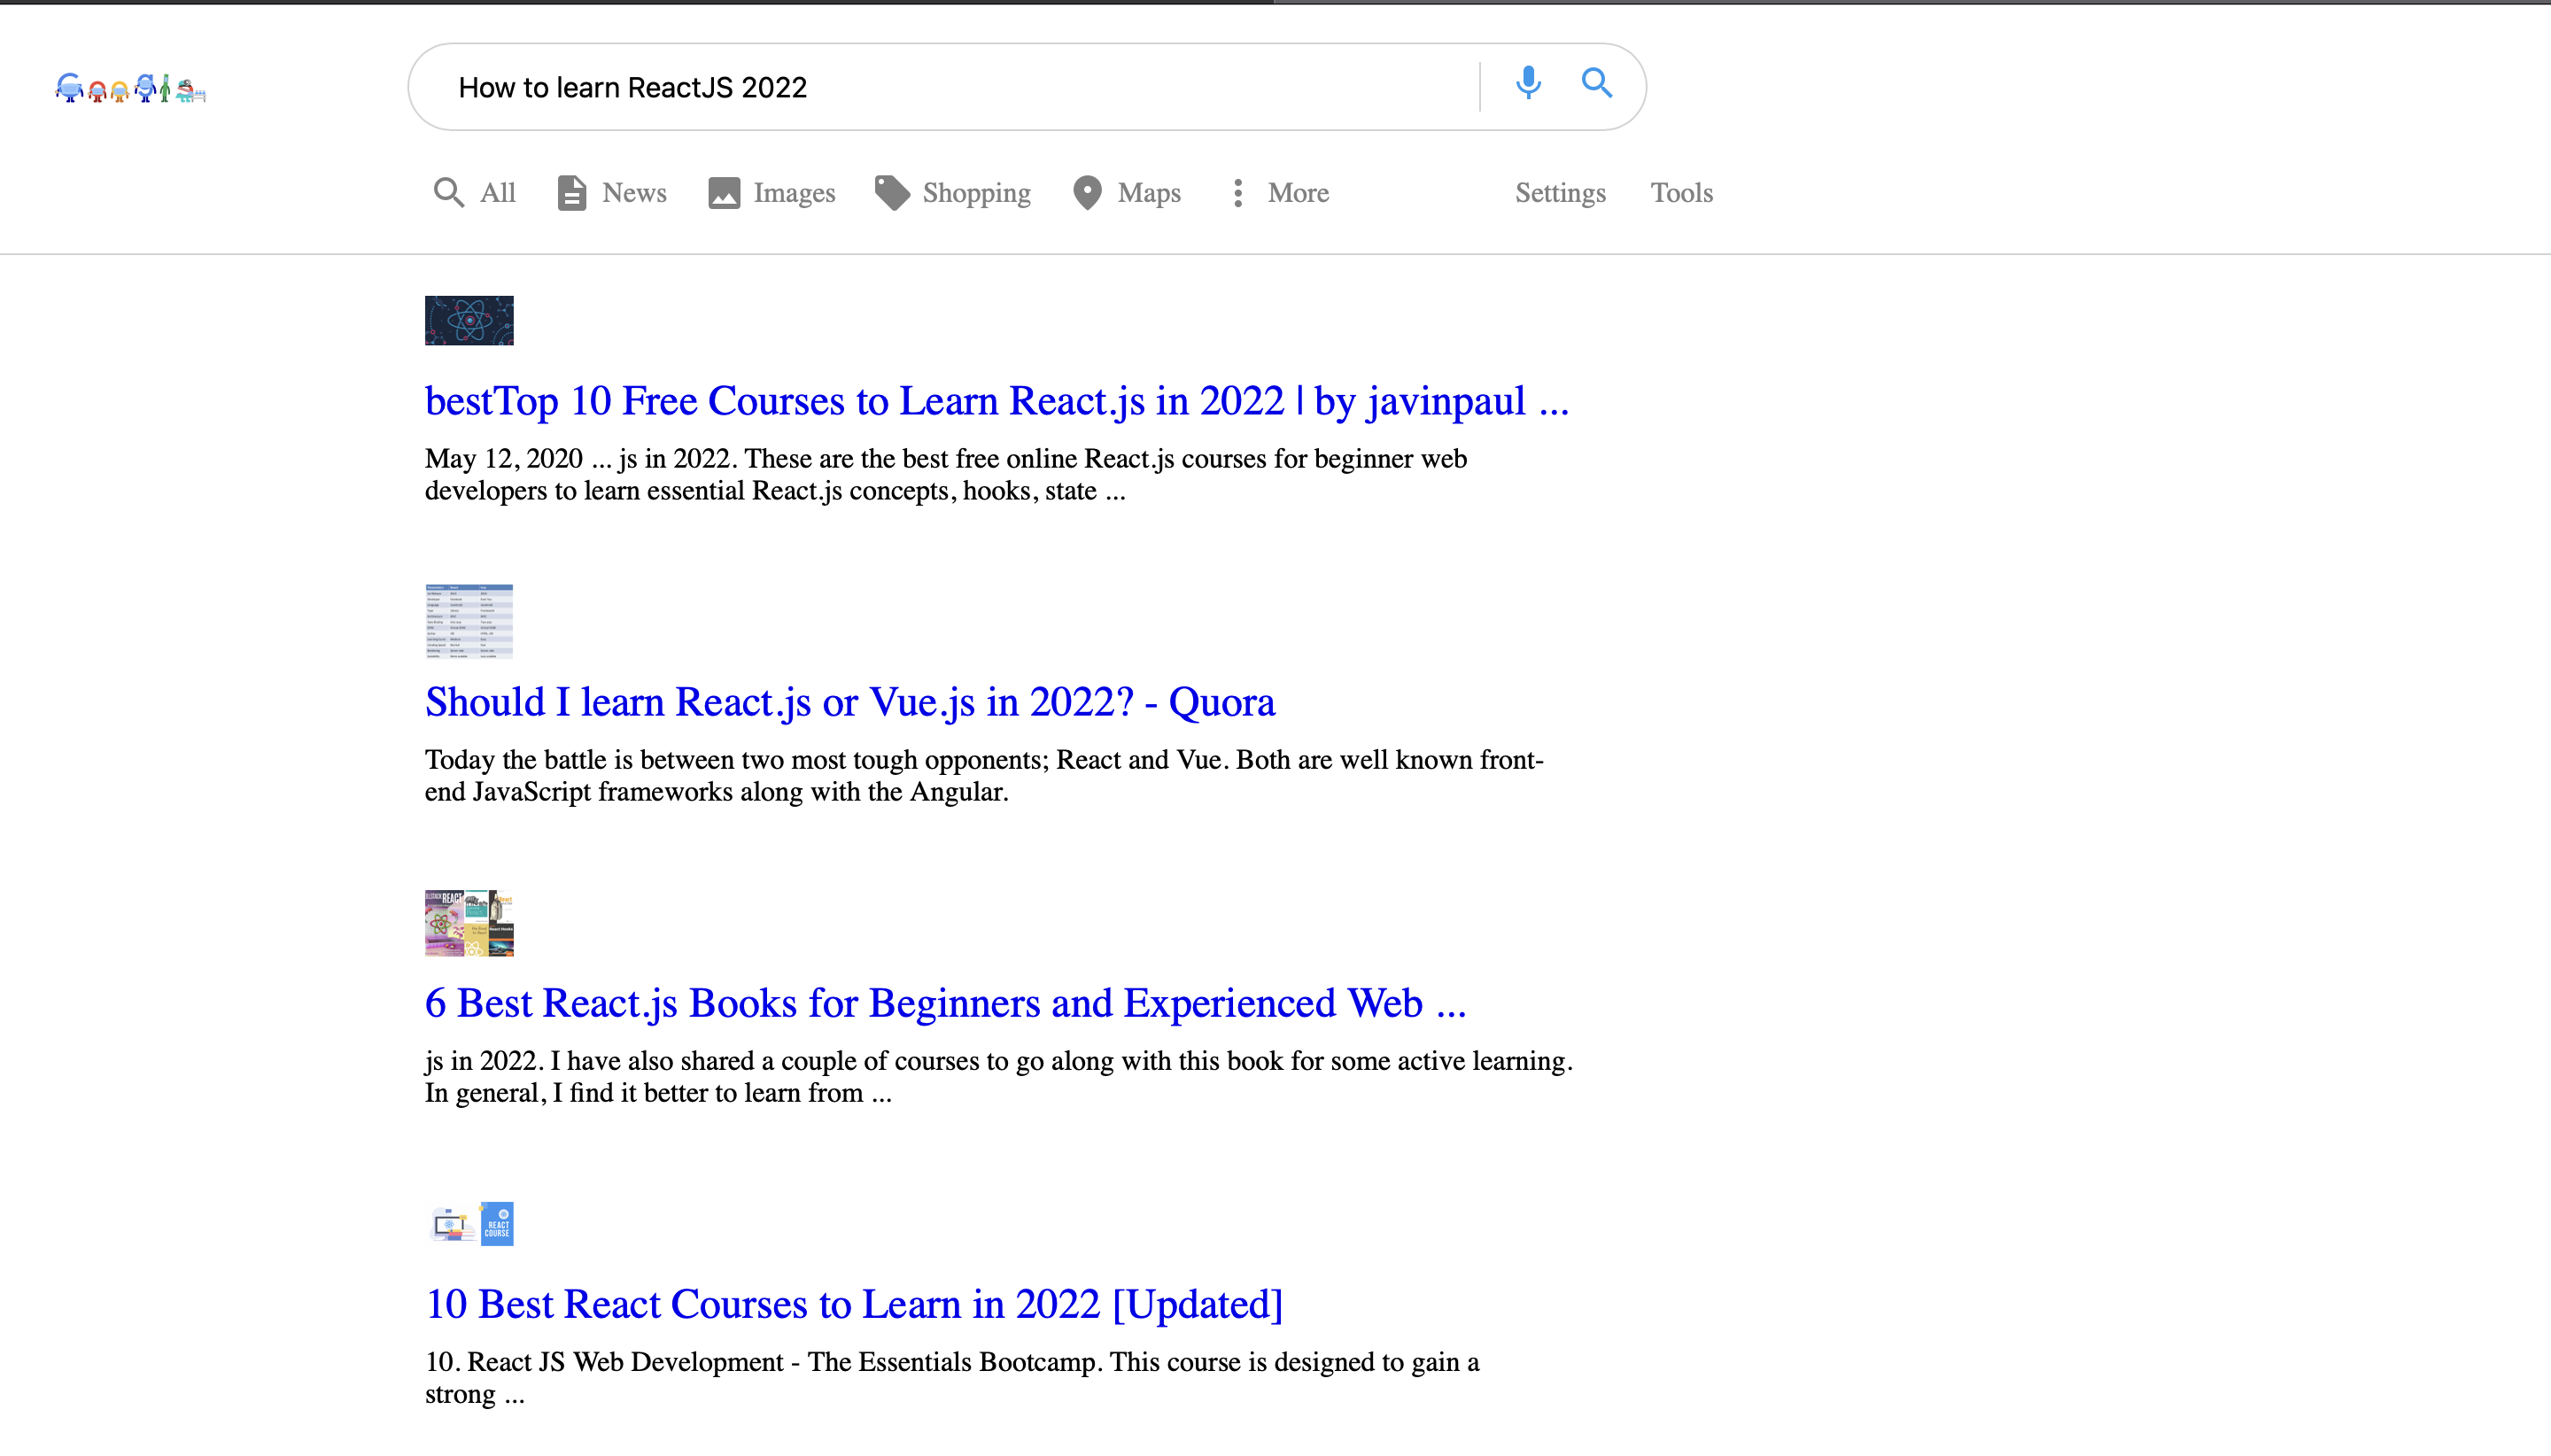 Google
How to learn ReactJS 2022
All News Images Shopping Maps More Settings Tools
bestTop 10 Free Courses to Learn React.js in 2022 | by javinpaul ...
May 12, 2020 ... js in 2022. These are the best free online React.js courses for beginner web
developers to learn essential React.js concepts, hooks, state ...
Should I learn React.js or Vue.js in 2022? - Quora
Today the battle is between two most tough opponents; React and Vue. Both are well known front-
end JavaScript frameworks along with the Angular.
REACT
React Hooks
6 Best React.js Books for Beginners and Experienced Web ...
js in 2022. I have also shared a couple of courses to go along with this book for some active learning.
In general, I find it better to learn from ...
REACT
COURSE
10 Best React Courses to Learn in 2022 [Updated]
10. React JS Web Development - The Essentials Bootcamp. This course is designed to gain a
strong ...